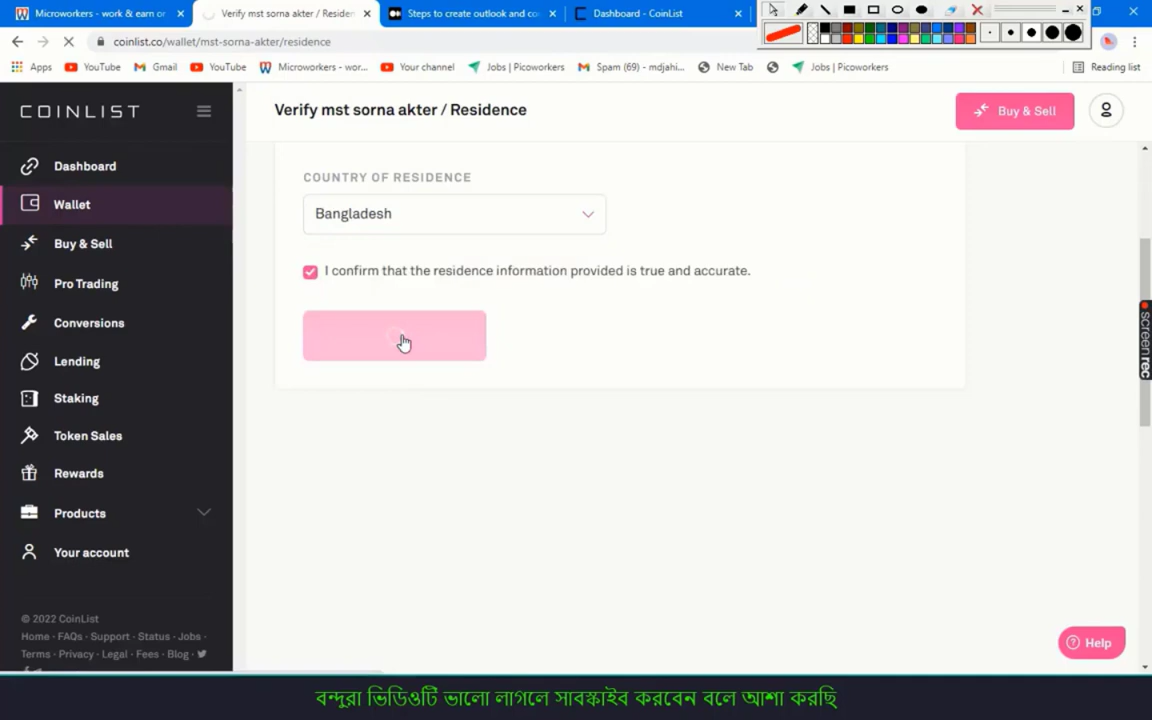 Microworkers - work & earn or
Verify mst sorna akter / Residen
Steps to create outlook and co
Dashboard - CoinList
coinlist.co/wallet/mst-sorna-akter/residence
Apps
YouTube
Gmail
YouTube
Microworkers - wor...
Your channel
Jobs | Picoworkers
Spam (69) - mdjahi...
New Tab
Jobs | Picoworkers
Reading list
COINLIST
Verify mst sorna akter / Residence
Buy & Sell
Dashboard
Wallet
Buy & Sell
Pro Trading
Conversions
Lending
Staking
Token Sales
Rewards
Products
Your account
COUNTRY OF RESIDENCE
Bangladesh
I confirm that the residence information provided is true and accurate.
screenrec
© 2022 CoinList
Home · FAQs · Support · Status · Jobs ·
Terms · Privacy · Legal · Fees · Blog ·
Help
বন্দুরা ভিডিওটি ভালো লাগলে সাবস্কাইব করবেন বলে আশা করছি